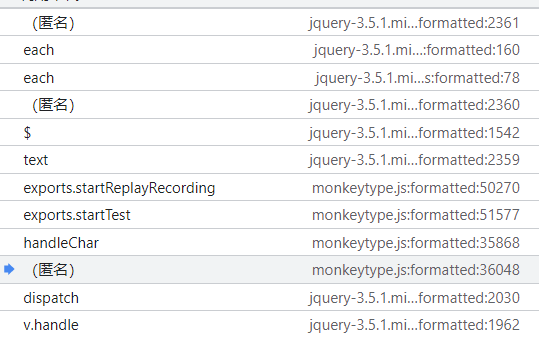 (匿名) jquery-3.5.1.mi…formatted:2361
each jquery-3.5.1.mi…:formatted:160
each jquery-3.5.1.mi…s:formatted:78
(匿名) jquery-3.5.1.mi…formatted:2360
$ jquery-3.5.1.mi…formatted:1542
text jquery-3.5.1.mi…formatted:2359
exports.startReplayRecording monkeytype.js:formatted:50270
exports.startTest monkeytype.js:formatted:51577
handleChar monkeytype.js:formatted:35868
(匿名) monkeytype.js:formatted:36048
dispatch jquery-3.5.1.mi…formatted:2030
v.handle jquery-3.5.1.mi…formatted:1962